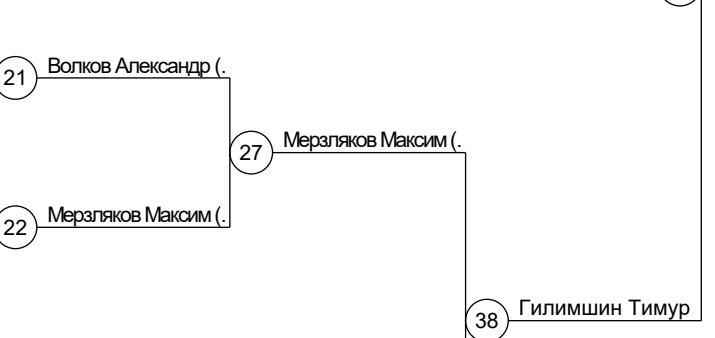 Волков Александр (.
21
Мерзляков Максим (.
27
Мерзляков Максим (.
22
Гилимшин Тимур
38